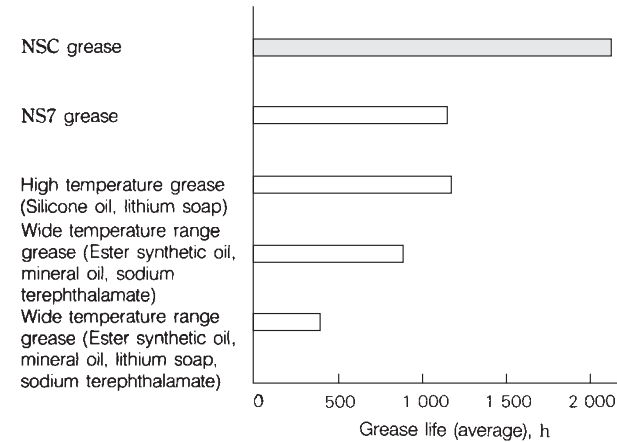 NSC grease
NS7 grease
High temperature grease
(Silicone oil, lithium soap)
Wide temperature range
grease (Ester synthetic oil,
mineral oil, sodium
terephthalamate)
Wide temperature range
grease (Ester synthetic oil,
mineral oil, lithium soap,
sodium terephthalamate)
0 500 1 000 1 500 2 000
Grease life (average), h